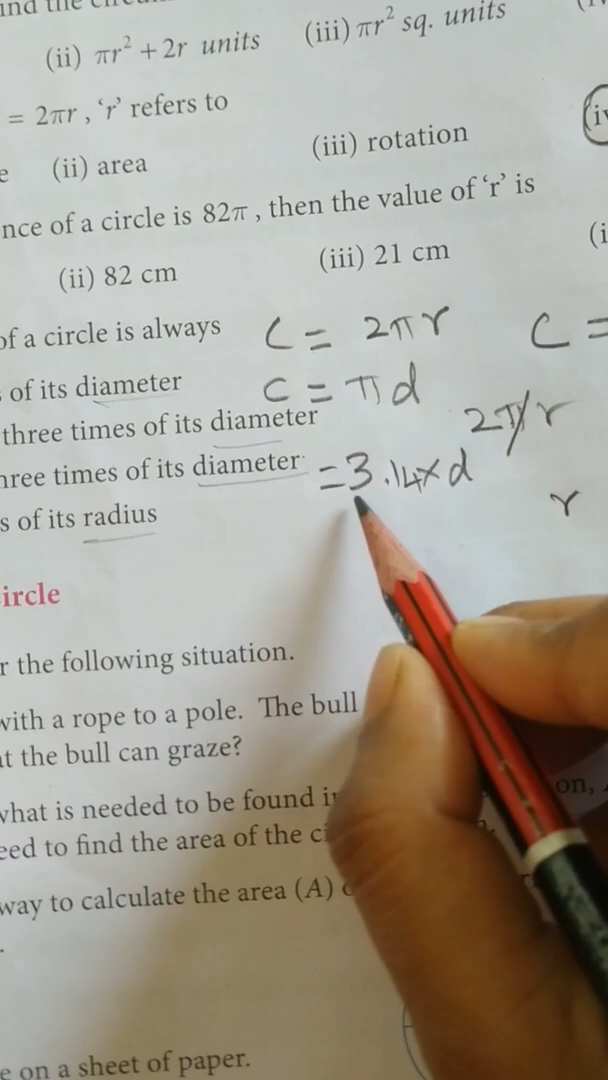 (ii) πr² + 2r units (iii) πr² sq. units
= 2πr , 'r' refers to
(ii) area (iii) rotation
of a circle is 82π , then the value of 'r' is
(ii) 82 cm (iii) 21 cm
of a circle is always C = 2πr C =
of its diameter C = πd
three times of its diameter 2πr
times of its diameter = 3.14×d
of its radius r
r the following situation.
with a rope to a pole. The bull
the bull can graze?
what is needed to be found
to find the area of the
way to calculate the area (A)
on a sheet of paper.